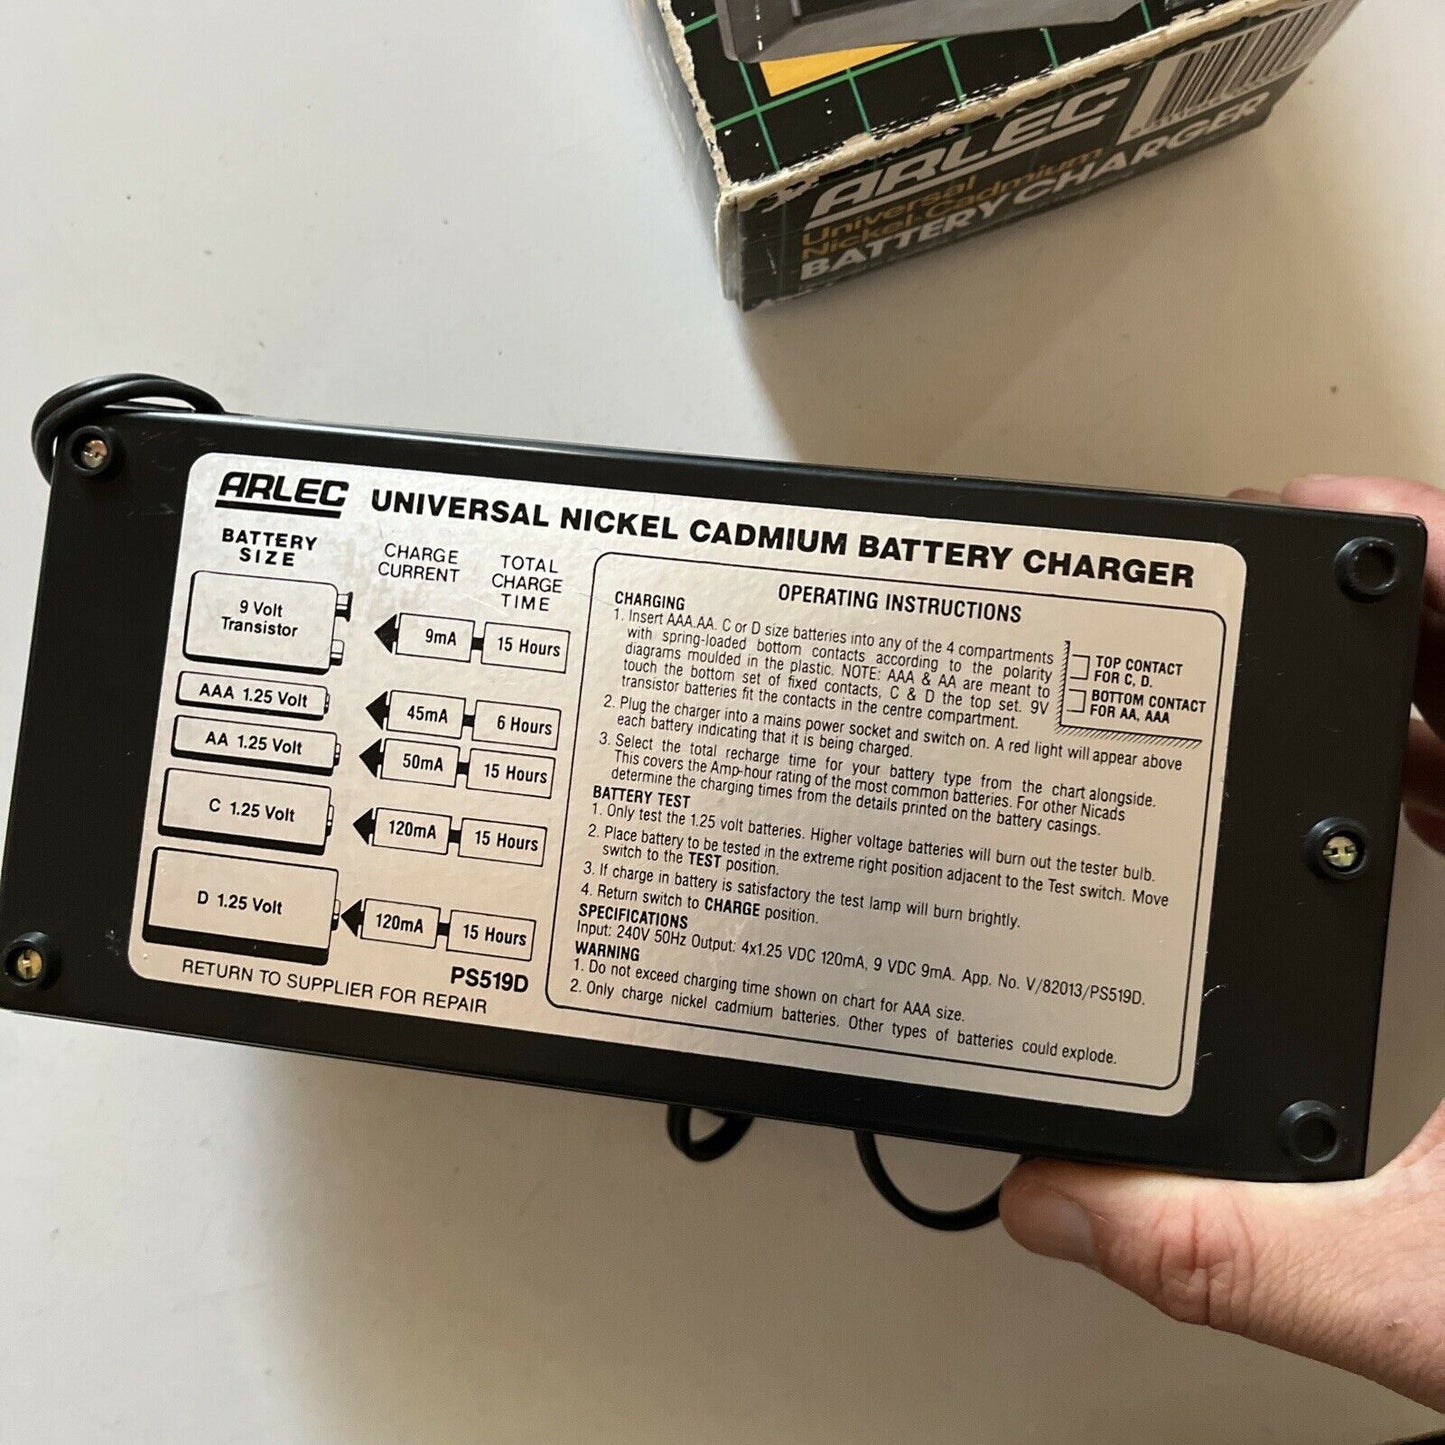 ARLEC
Universal
Nickel Cadmium
BATTERY CHARGER
ARLEC UNIVERSAL NICKEL CADMIUM BATTERY CHARGER
BATTERY
SIZE
CHARGE
CURRENT
TOTAL
CHARGE
TIME
9 Volt
Transistor
9mA
15 Hours
AAA 1.25 Volt
45mA
6 Hours
AA 1.25 Volt
50mA
15 Hours
C 1.25 Volt
120mA
15 Hours
D 1.25 Volt
120mA
15 Hours
PS519D
RETURN TO SUPPLIER FOR REPAIR
OPERATING INSTRUCTIONS
CHARGING
1. Insert AAA.AA. C or D size batteries into any of the 4 compartments
with spring-loaded bottom contacts according to the polarity
diagrams moulded in the plastic. NOTE: AAA & AA are meant to
touch the bottom set of fixed contacts, C & D the top set. 9V
transistor batteries fit the contacts in the centre compartment.
TOP CONTACT
FOR C, D.
BOTTOM CONTACT
FOR AA, AAA
2. Plug the charger into a mains power socket and switch on. A red light will appear above
each battery indicating that it is being charged.
3. Select the total recharge time for your battery type from the chart alongside.
This covers the Amp-hour rating of the most common batteries. For other Nicads
determine the charging times from the details printed on the battery casings.
BATTERY TEST
1. Only test the 1.25 volt batteries. Higher voltage batteries will burn out the tester bulb.
2. Place battery to be tested in the extreme right position adjacent to the Test switch. Move
switch to the TEST position.
3. If charge in battery is satisfactory the test lamp will burn brightly.
4. Return switch to CHARGE position.
SPECIFICATIONS
Input: 240V 50Hz Output: 4x1.25 VDC 120mA, 9 VDC 9mA. App. No. V/82013/PS519D.
WARNING
1. Do not exceed charging time shown on chart for AAA size.
2. Only charge nickel cadmium batteries. Other types of batteries could explode.